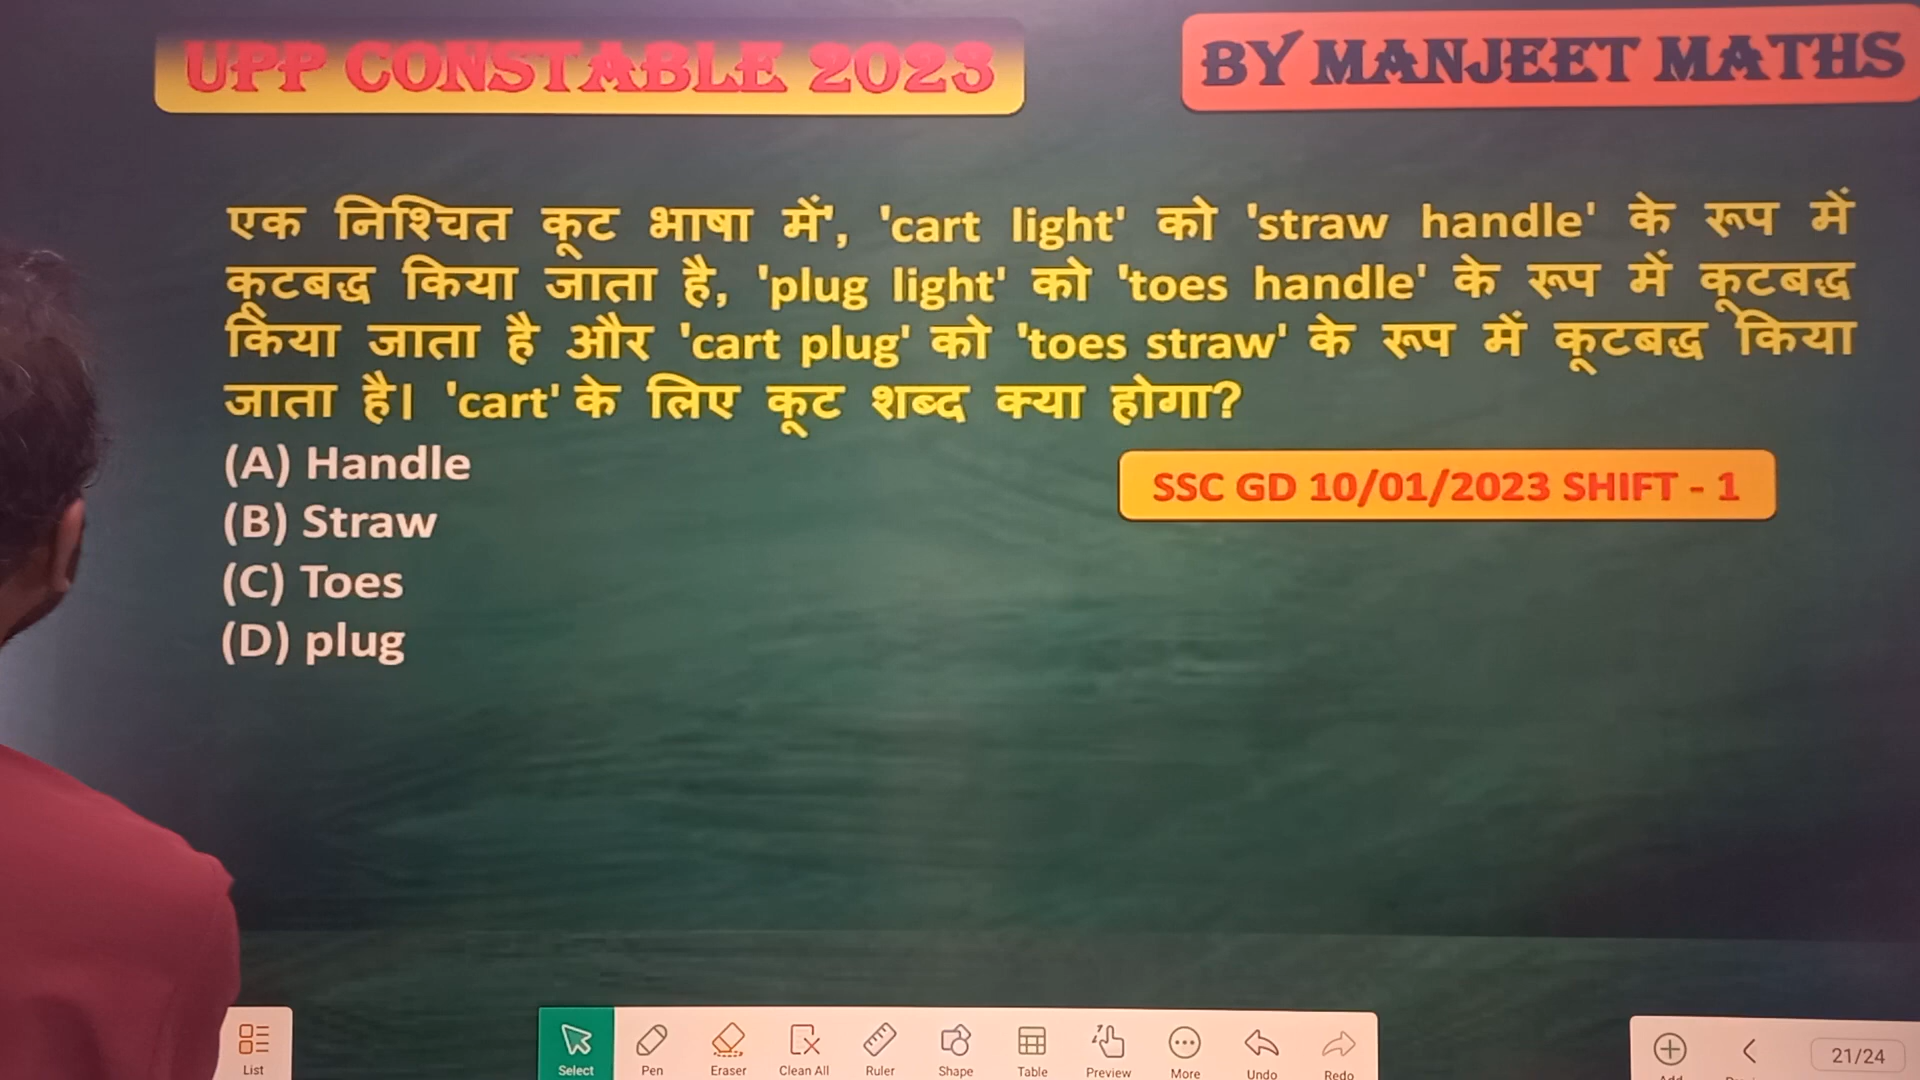 UPP CONSTABLE 2023
BY MANJEET MATHS
एक निश्चित कूट भाषा में', 'cart light' को 'straw handle' के रूप में
कूटबद्ध किया जाता है, 'plug light' को 'toes handle' के रूप में कूटबद्ध
किया जाता है और 'cart plug' को 'toes straw' के रूप में कूटबद्ध किया
जाता है। 'cart' के लिए कूट शब्द क्या होगा?
(A) Handle
(B) Straw
(C) Toes
(D) plug
SSC GD 10/01/2023 SHIFT - 1
List
Select Pen Eraser Clean All Ruler Shape Table Preview More Undo Redo
21/24